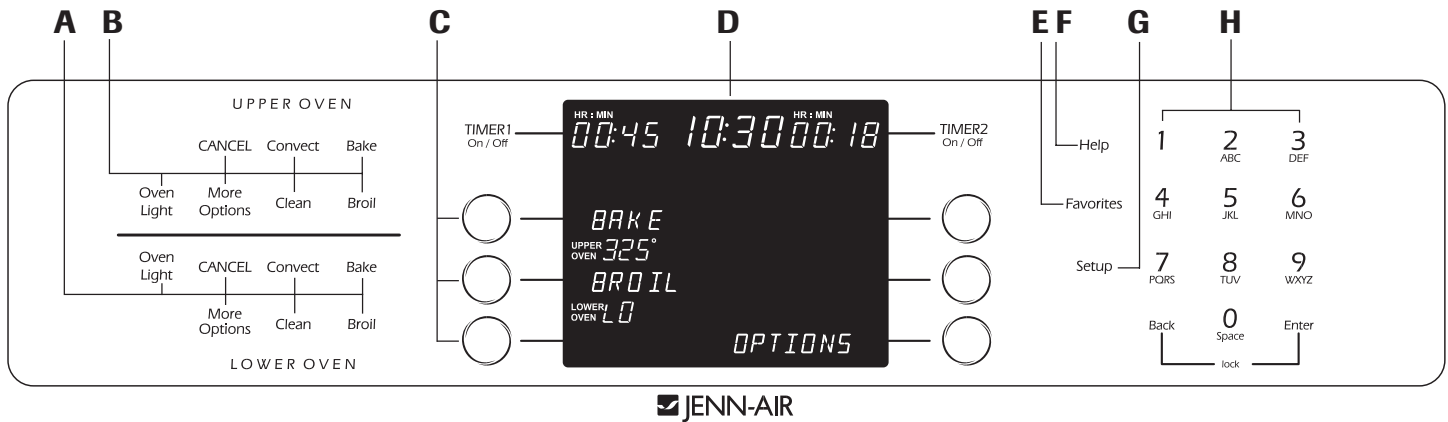 A B C D E F G H
UPPER OVEN
CANCEL Convect Bake
Oven Light More Options Clean Broil
Oven Light CANCEL Convect Bake
More Options Clean Broil
LOWER OVEN
TIMER1
On / Off
HR : MIN HR : MIN
00:45 10:30 00:18
BAKE
UPPER OVEN 325°
BROIL
LOWER OVEN LO
OPTIONS
TIMER2
On / Off
Help
Favorites
Setup
1 2 3
ABC DEF
4 5 6
GHI JKL MNO
7 8 9
PQRS TUV WXYZ
Back 0 Enter
Space
lock
JENN-AIR